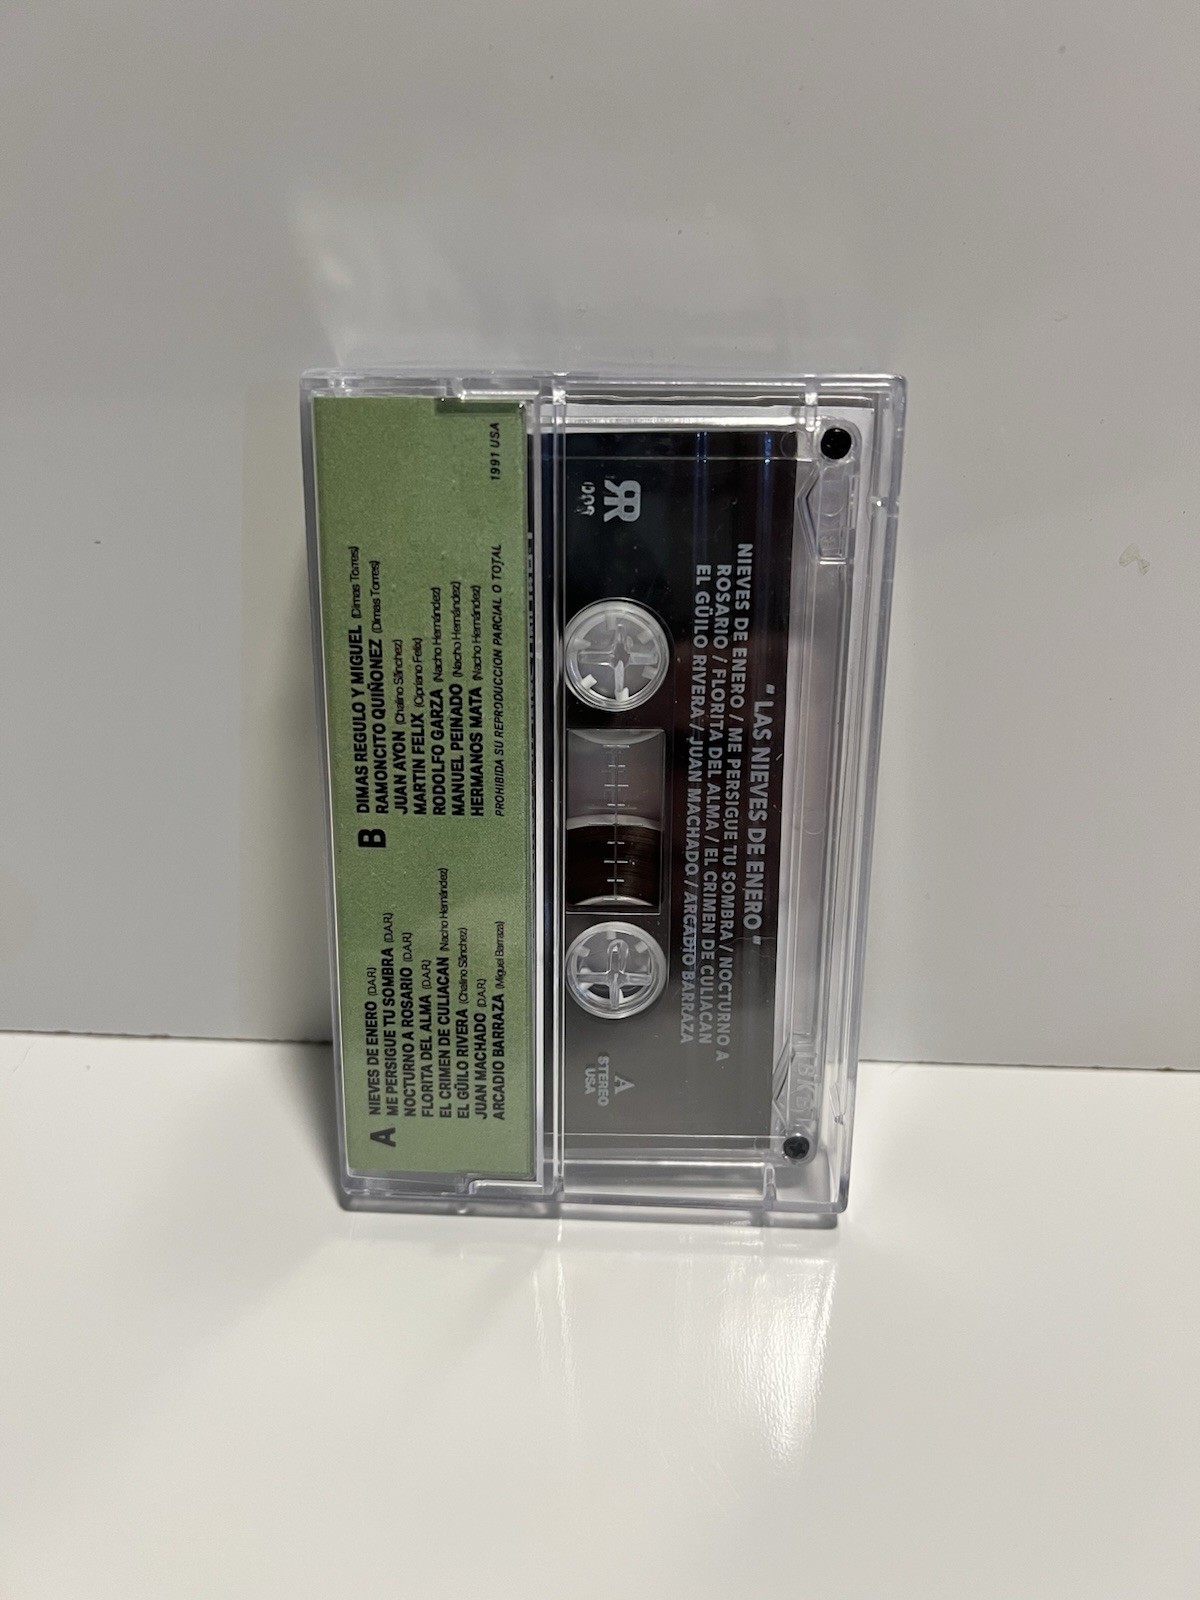 A
NIEVES DE ENERO (D.A.R)
ME PERSIGUE TU SOMBRA (D.A.R)
NOCTURNO A ROSARIO (D.A.R)
FLORITA DEL ALMA (D.A.R)
EL CRIMEN DE CULIACAN (Nacho Hernández)
EL GÜILO RIVERA (Chalino Sánchez)
JUAN MACHADO (D.A.R)
ARCADIO BARRAZA (Miguel Barraza)
B
DIMAS REGULO Y MIGUEL (Dimas Torres)
RAMONCITO QUIÑONEZ (Dimas Torres)
JUAN AYON (Chalino Sánchez)
MARTIN FELIX (Cipriano Felix)
RODOLFO GARZA (Nacho Hernández)
MANUEL PEINADO (Nacho Hernández)
HERMANOS MATA (Nacho Hernández)
PROHIBIDA SU REPRODUCCION PARCIAL O TOTAL
1991 USA
" LAS NIEVES DE ENERO "
NIEVES DE ENERO / ME PERSIGUE TU SOMBRA / NOCTURNO A
ROSARIO / FLORITA DEL ALMA / EL CRIMEN DE CULIACAN
EL GÜILO RIVERA / JUAN MACHADO / ARCADIO BARRAZA
RR
A
STEREO
USA